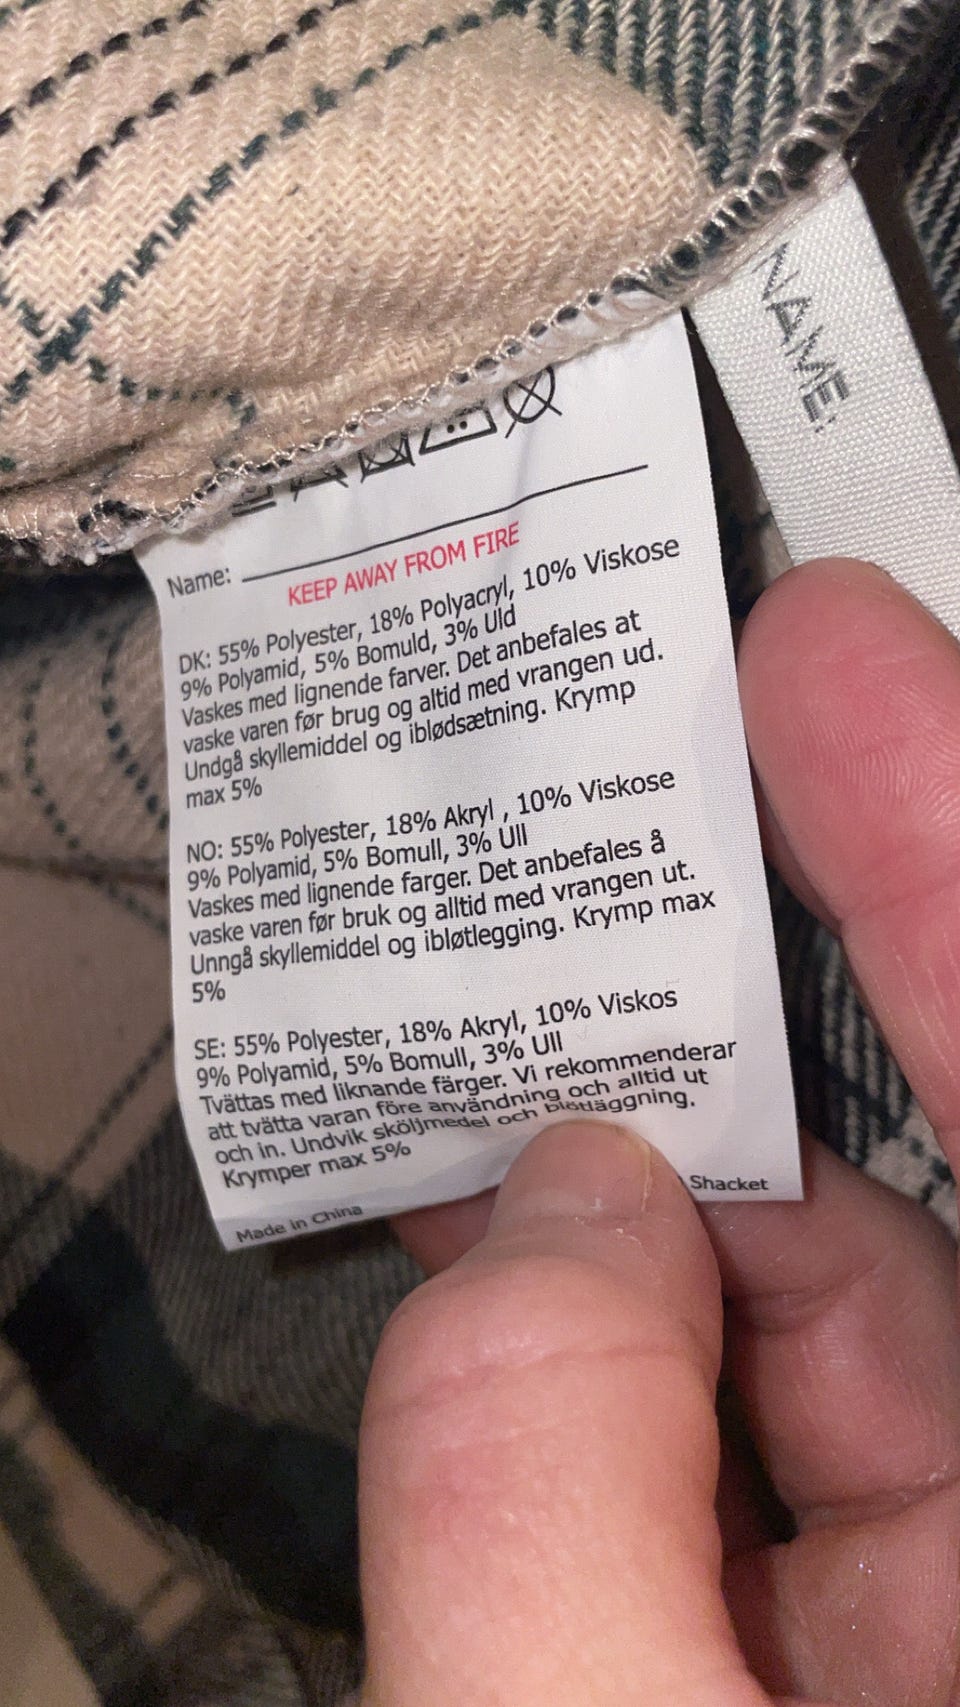 NAME:
Name:
KEEP AWAY FROM FIRE
DK: 55% Polyester, 18% Polyacryl, 10% Viskose
9% Polyamid, 5% Bomuld, 3% Uld
Vaskes med lignende farver. Det anbefales at
vaske varen før brug og altid med vrangen ud.
Undgå skyllemiddel og iblødsætning. Krymp
max 5%
NO: 55% Polyester, 18% Akryl , 10% Viskose
9% Polyamid, 5% Bomull, 3% Ull
Vaskes med lignende farger. Det anbefales å
vaske varen før bruk og alltid med vrangen ut.
Unngå skyllemiddel og ibløtlegging. Krymp max
5%
SE: 55% Polyester, 18% Akryl, 10% Viskos
9% Polyamid, 5% Bomull, 3% Ull
Tvättas med liknande färger. Vi rekommenderar
att tvätta varan före användning och alltid ut
och in. Undvik sköljmedel och blötläggning.
Krymper max 5%
Made in China
Shacket